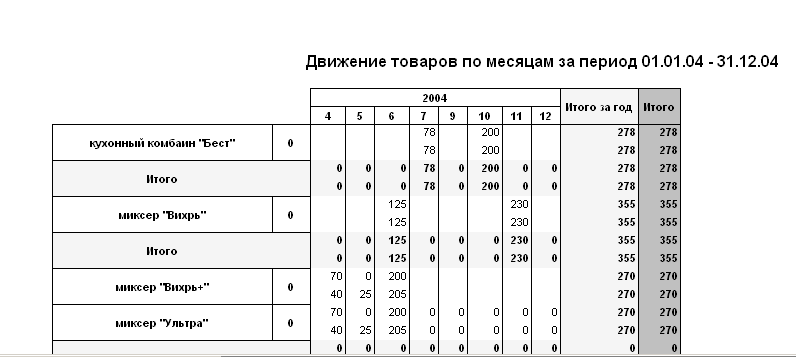 Движение товаров по месяцам за период 01.01.04 - 31.12.04
2004 Итого за год Итого
4 5 6 7 9 10 11 12
кухонный комбаин "Бест" 0 78 200 278 278
78 200 278 278
Итого 0 0 0 78 0 200 0 0 278 278
0 0 0 78 0 200 0 0 278 278
миксер "Вихрь" 0 125 230 355 355
125 230 355 355
Итого 0 0 125 0 0 0 230 0 355 355
0 0 125 0 0 0 230 0 355 355
миксер "Вихрь+" 0 70 0 200 270 270
40 25 205 270 270
миксер "Ультра" 0 70 0 200 0 0 0 0 0 270 270
40 25 205 0 0 0 0 0 270 270
0 0 0 0 0 0 0 0 0 0